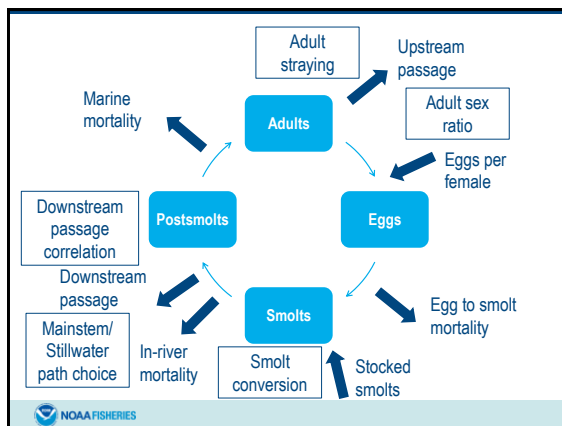 Adult
straying
Upstream
passage
Marine
mortality
Adults
Adult sex
ratio
Eggs per
female
Downstream
passage
correlation
Postsmolts
Eggs
Downstream
passage
Smolts
Egg to smolt
mortality
Mainstem/
Stillwater
path choice
In-river
mortality
Smolt
conversion
Stocked
smolts
NOAA FISHERIES